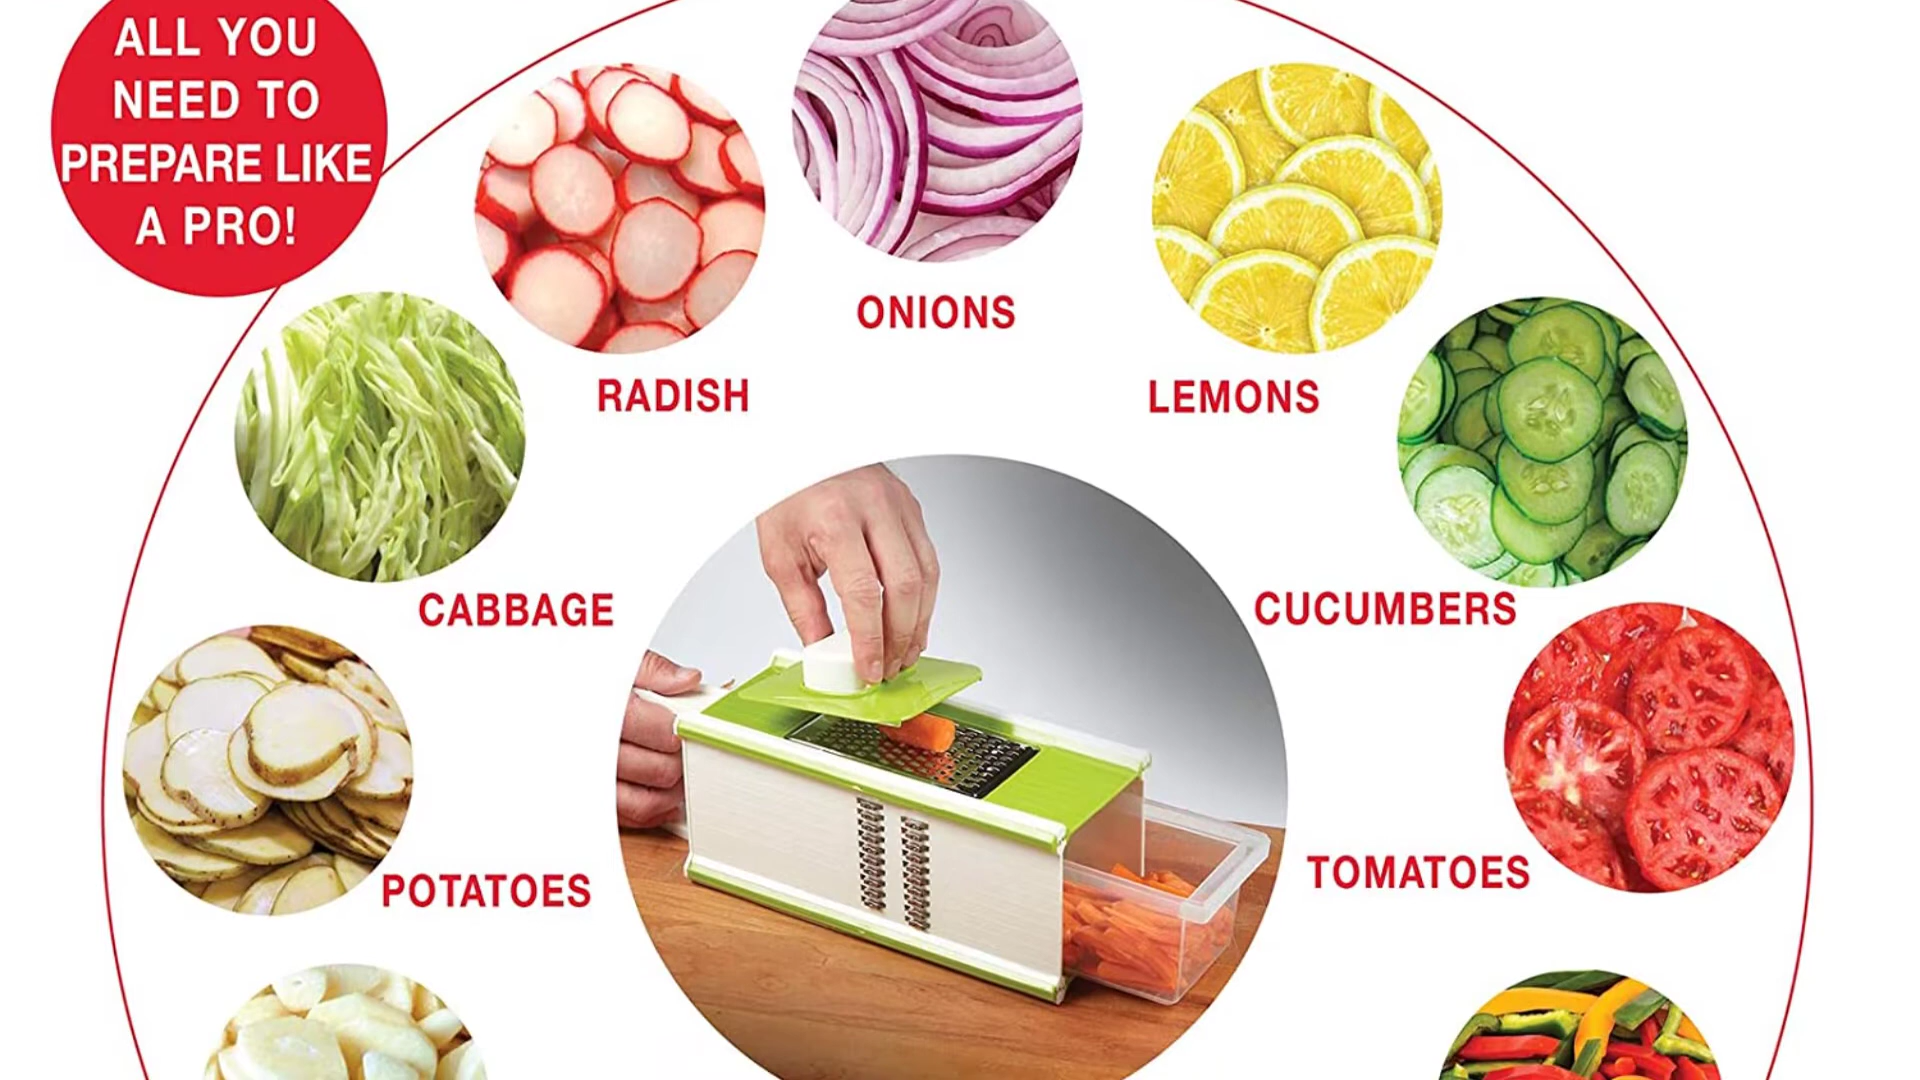 ALL YOU
NEED TO
PREPARE LIKE
A PRO!
ONIONS
RADISH
LEMONS
CABBAGE
CUCUMBERS
TOMATOES
POTATOES